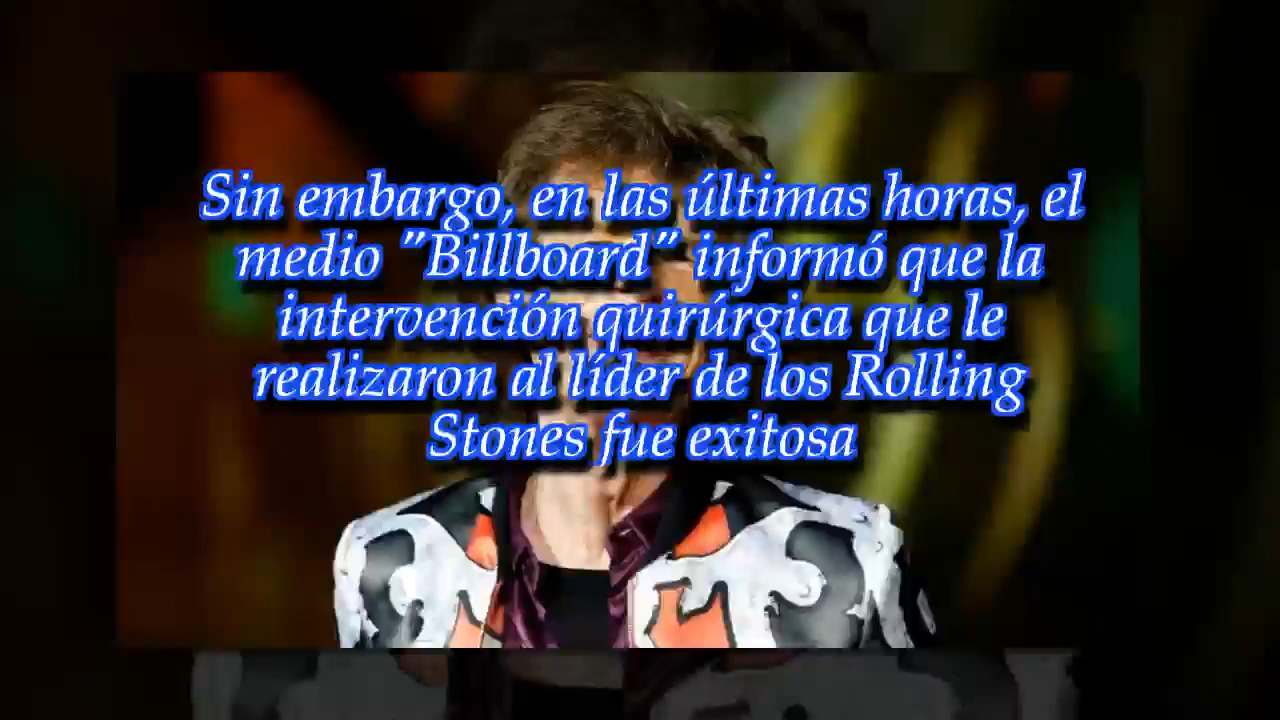 Sin embargo, en las últimas horas, el
medio "Billboard" informó que la
intervención quirúrgica que le
realizaron al líder de los Rolling
Stones fue exitosa